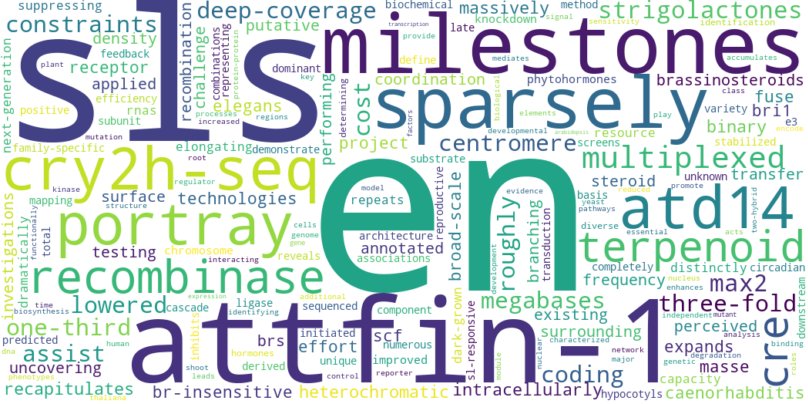 suppressing
constraints
density
feedback
receptor
applied
next-generation
positive
efficiency
rnas
subunit
family-specific
sls
deep-coverage
putative
recombination
challenge
combinations
representing
dominant
elegans
biochemical
transcription
knockdown
provide
massively
late
method
signal
sensitivity
identification
strigolactones
milestones
define
mediates
accumulates
coordination
phytohormones
brassinosteroids
performing
determining
cost
project
protein-protein
key
plant
mutation
processes
increased
regions
sparsely
biological
elements
developmental
arabidopsis
screens
class
variety
resource
play
fuse
bri1
e3
encode
binary
stabilized
centromere
elongating
demonstrate
root
regulator
cry2h-seq
surface
technologies
substrate
model
repeats
evidence
basis
yeast
pathways
steroid
diverse
multiplexed
unknown
reduced
promote
transfer
mapping
kinase
structure
functionally
portray
testing
chromosome
reveals
cells
genome
gene
architecture
annotated
associations
reproductive
development
broad-scale
roughly
branching
transduction
essential
acts
two-hybrid
atd14
en
investigations
dramatically
total
recombinase
uncovering
interacting
terpenoid
completely
circadian
distinctly
nucleus
enhances
frequency
max2
downstream
time
biosynthesis
lowered
cascade
ligase
identifying
sequenced
component
additional
expression
megabases
existing
independent
mutant
binding
three-fold
one-third
predicted
human
inhibits
brs
scf
initiated
effort
numerous
dark-grown
sl-responsive
surrounding
perceived
network
degradation
analysis
major
genetic
expands
roles
cre
attfin-1
dna
assist
hormones
unique
improved
module
nuclear
characterized
coding
masse
phenotypes
uncovering
shoot
leads
derived
control
reporter
capacity
recapitulates
thaliana
br-insensitive
heterochromatic
intracellularly
hypocotyls
caenorhabditis
factors